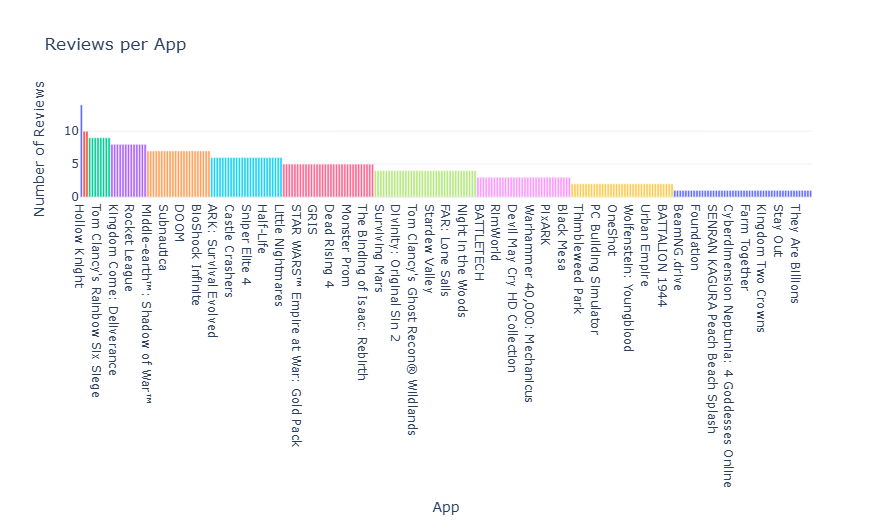 Reviews per App
Number of Reviews
10
5
0
Hollow Knight
Tom Clancy's Rainbow Six Siege
Kingdom Come: Deliverance
Rocket League
Middle-earth™: Shadow of War™
Subnautica
DOOM
BioShock Infinite
ARK: Survival Evolved
Castle Crashers
Sniper Elite 4
Half-Life
Little Nightmares
STAR WARS™ Empire at War: Gold Pack
GRIS
Dead Rising 4
Monster Prom
The Binding of Isaac: Rebirth
Surviving Mars
Divinity: Original Sin 2
Tom Clancy's Ghost Recon® Wildlands
Stardew Valley
FAR: Lone Sails
Night in the Woods
BATTLETECH
RimWorld
Devil May Cry HD Collection
Warhammer 40,000: Mechanicus
PixARK
Black Mesa
Thimbleweed Park
PC Building Simulator
OneShot
Wolfenstein: Youngblood
Urban Empire
BATTALION 1944
BeamNG.drive
Foundation
SENRAN KAGURA Peach Beach Splash
Cyberdimension Neptunia: 4 Goddesses Online
Farm Together
Kingdom Two Crowns
Stay Out
They Are Billions
App